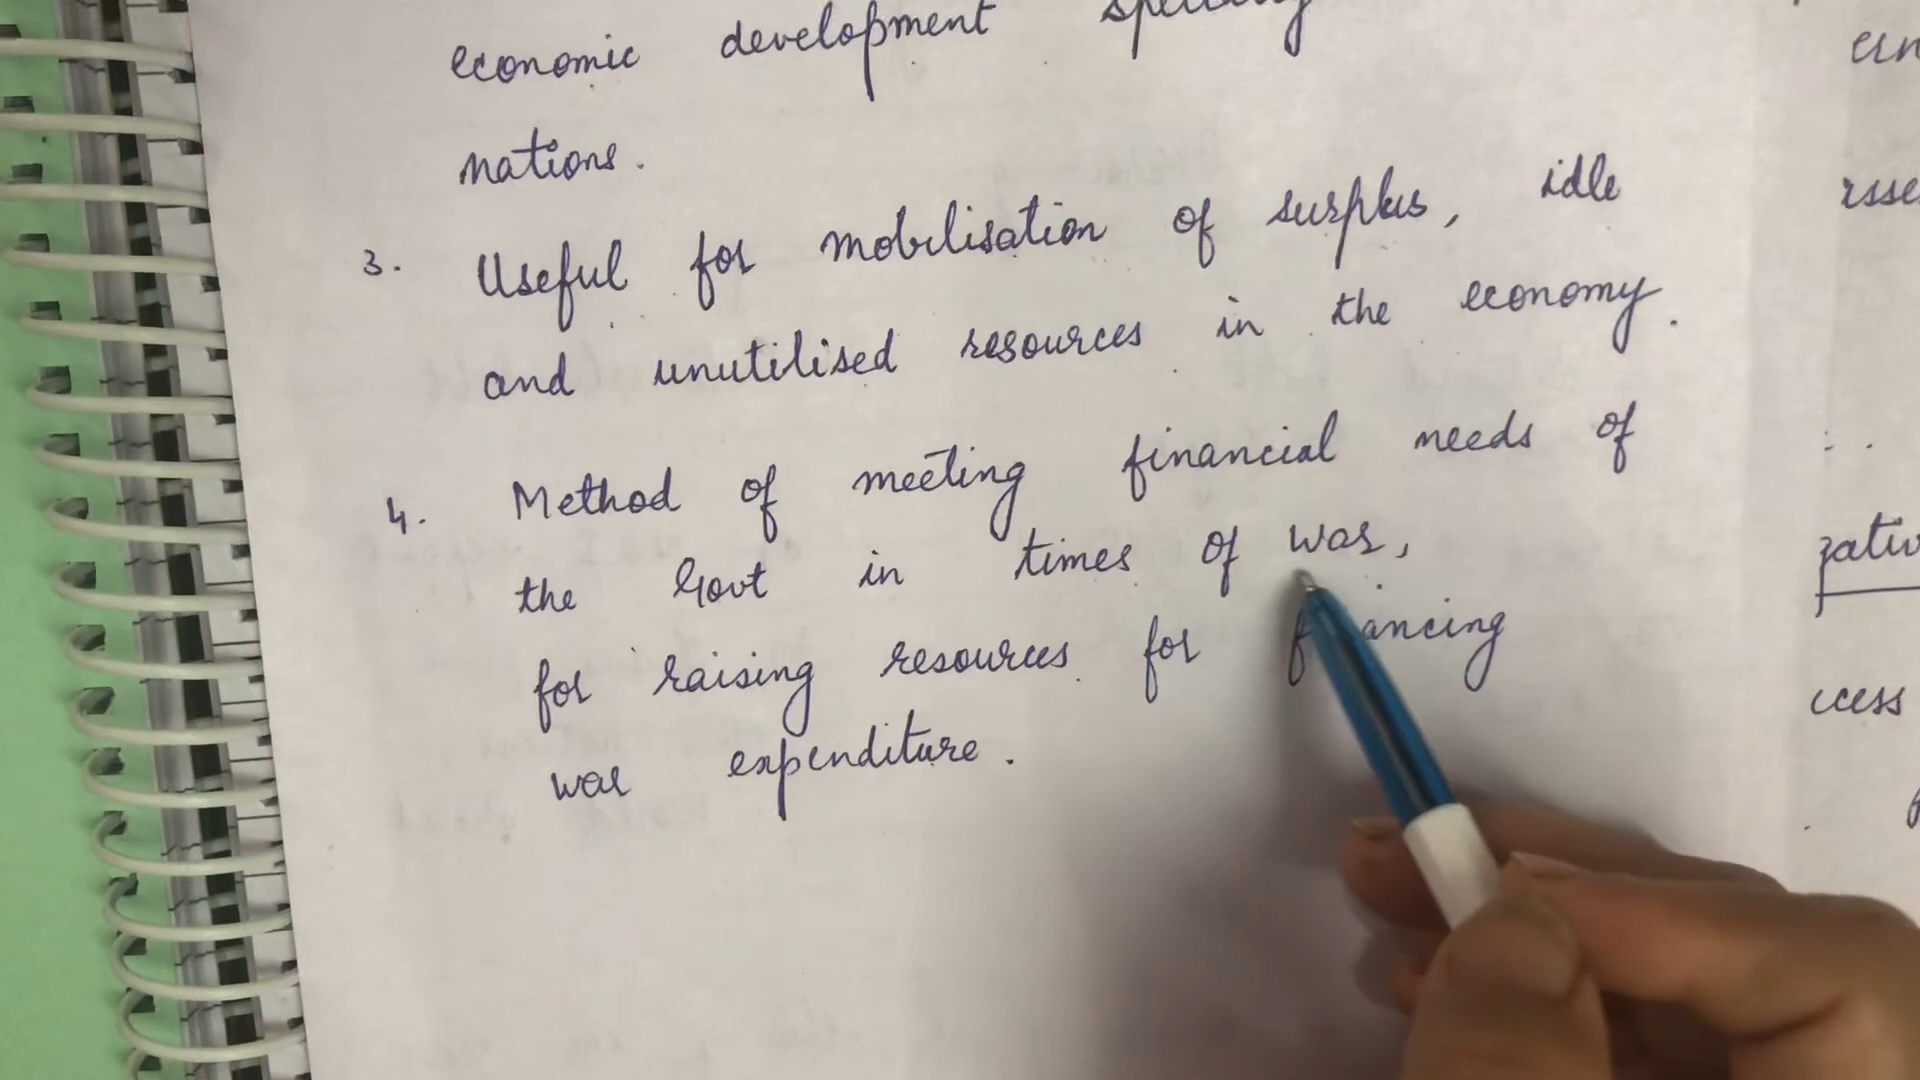 economic development
nations.
3. Useful for mobilisation of surplus, idle
and unutilised resources in the economy.
4. Method of meeting financial needs of
the Govt in times of war,
for raising resources for financing
war expenditure.